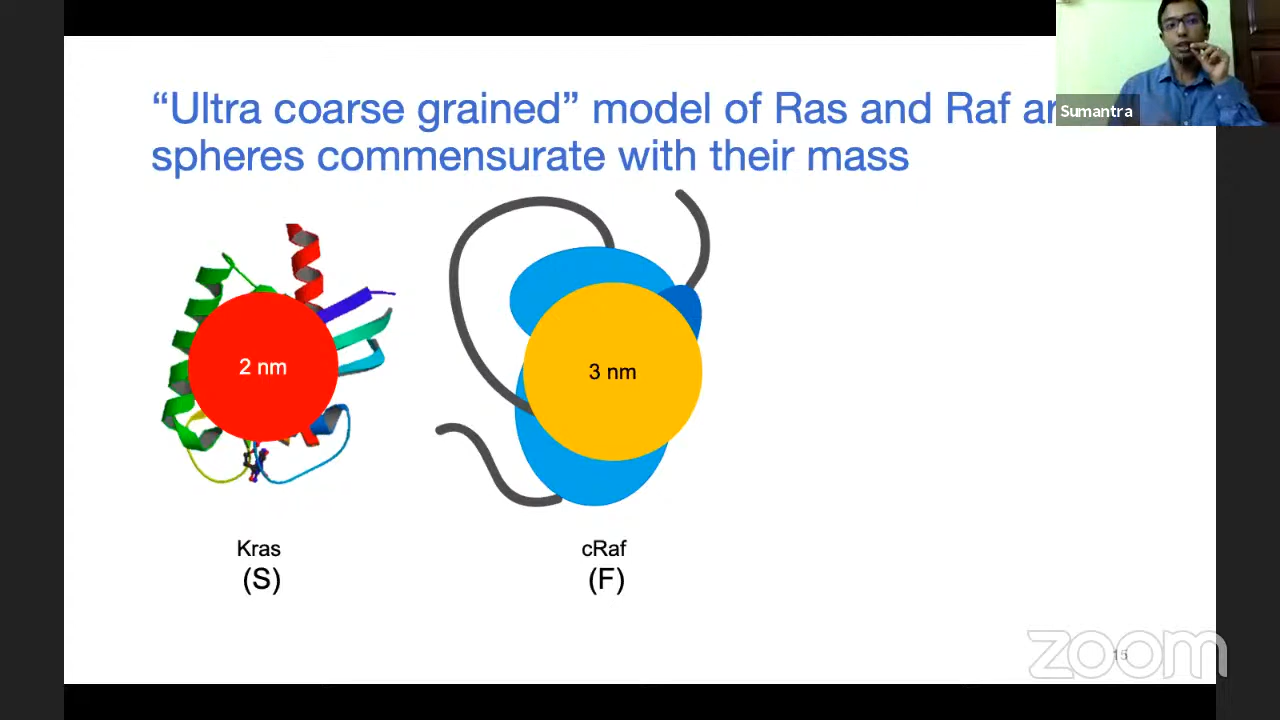 “Ultra coarse grained” model of Ras and Raf
spheres commensurate with their mass
Sumantra
2 nm
3 nm
Kras
(S)
cRaf
(F)
zoom
15